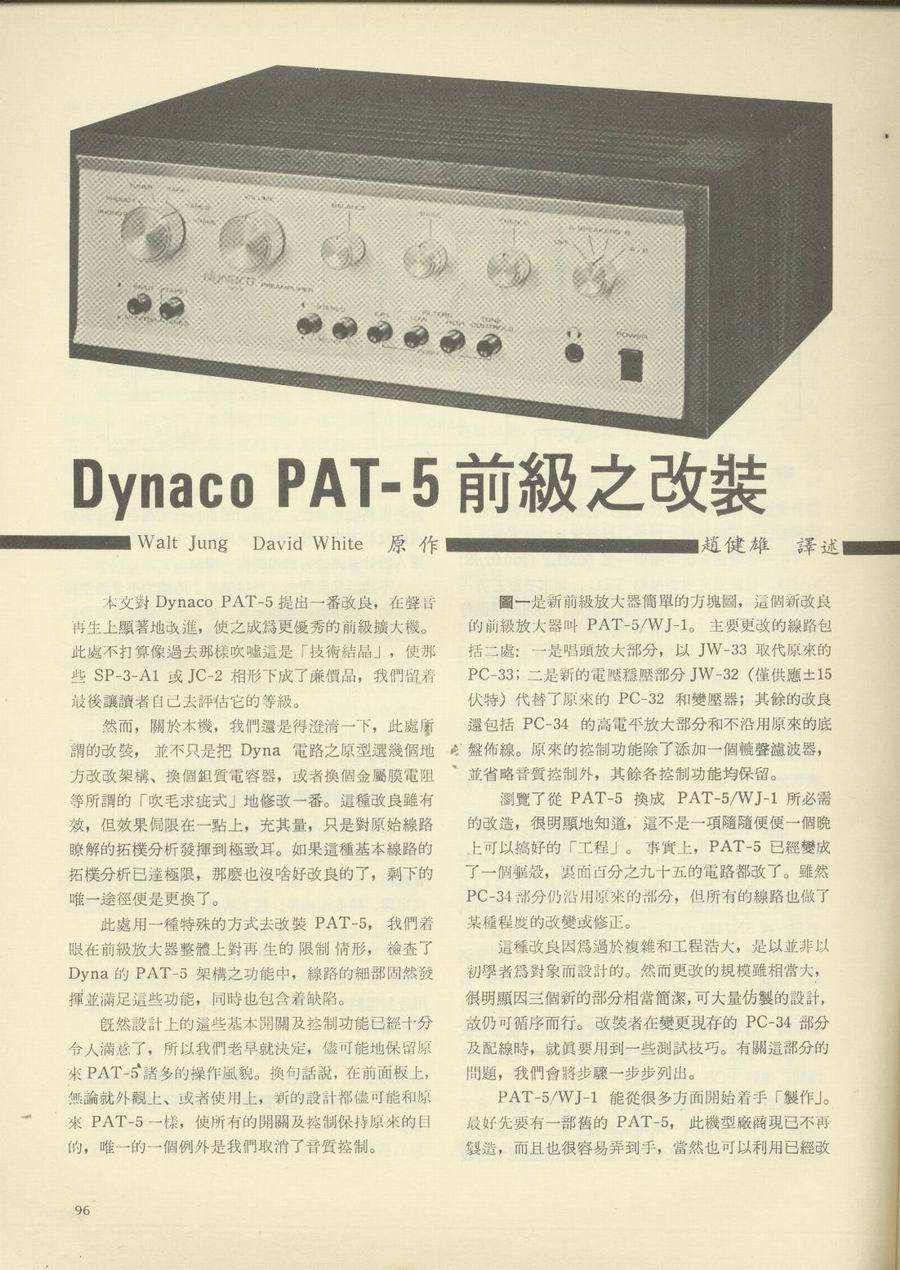 TUNER
TAPE 1
PHONO 1
PHONO 2
TAPE 2
VOLUME
BALANCE
BASS
TREBLE
SPEAKERS
OFF
A+B
dynaco PREAMPLIFIER
INPUT
STEREO
FILTERS
LOW
HIGH
TONE
CONTROLS
POWER
Dynaco PAT-5 前級之改裝
Walt Jung David White 原作 趙健雄 譯述
本文對 Dynaco PAT-5 提出一番改良，在聲音
再生上顯著地改進，使之成爲更優秀的前級擴大機。
此處不打算像過去那樣吹噓這是「技術結晶」，使那
些 SP-3-A1 或 JC-2 相形下成了廉價品，我們留着
最後讓讀者自己去評估它的等級。
然而，關於本機，我們還是得澄清一下，此處所
謂的改裝， 並不只是把 Dyna 電路之原型選幾個地
方改改架構、換個鉭質電容器，或者換個金屬膜電阻
等所謂的「吹毛求疵式」地修改一番。這種改良雖有
效，但效果侷限在一點上，充其量，只是對原始線路
瞭解的拓樸分析發揮到極致耳。如果這種基本線路的
拓樸分析已達極限，那麽也沒啥好改良的了，剩下的
唯一途徑便是更換了。
此處用一種特殊的方式去改裝 PAT-5， 我們着
眼在前級放大器整體上對再生的限制情形， 檢查了
Dyna 的 PAT-5 架構之功能中，線路的細部固然發
揮並滿足這些功能，同時也包含着缺陷。
旣然設計上的這些基本開關及控制功能已經十分
令人滿意了，所以我們老早就決定，儘可能地保留原
來 PAT-5 諸多的操作風貌。換句話說，在前面板上，
無論就外觀上、或者使用上，新的設計都儘可能和原
來 PAT-5 一樣，使所有的開關及控制保持原來的目
的，唯一的一個例外是我們取消了音質控制。
圖一是新前級放大器簡單的方塊圖，這個新改良
的前級放大器叫 PAT-5/WJ-1。 主要更改的線路包
括二處: 一是唱頭放大部分，以 JW-33 取代原來的
PC-33；二是新的電壓穩壓部分 JW-32（僅供應±15
伏特）代替了原來的 PC-32 和變壓器；其餘的改良
還包括 PC-34 的高電平放大部分和不沿用原來的底
盤佈線。原來的控制功能除了添加一個轆聲濾波器，
並省略音質控制外，其餘各控制功能均保留。
瀏覽了從 PAT-5 換成 PAT-5/WJ-1 所必需
的改造，很明顯地知道，這不是一項隨隨便便一個晚
上可以搞好的「工程」。 事實上，PAT-5 已經變成
了一個軀殼，裏面百分之九十五的電路都改了。雖然
PC-34 部分仍沿用原來的部分，但所有的線路也做了
某種程度的改變或修正。
這種改良因爲過於複雜和工程浩大，是以並非以
初學者爲對象而設計的。然而更改的規模雖相當大，
很明顯因三個新的部分相當簡潔，可大量仿製的設計，
故仍可循序而行。改裝者在變更現存的 PC-34 部分
及配線時，就眞要用到一些測試技巧。有關這部分的
問題，我們會將步驟一步步列出。
PAT-5/WJ-1 能從很多方面開始着手「製作」。
最好先要有一部舊的 PAT-5， 此機型廠商現已不再
製造，而且也很容易弄到手，當然也可以利用已經改
96